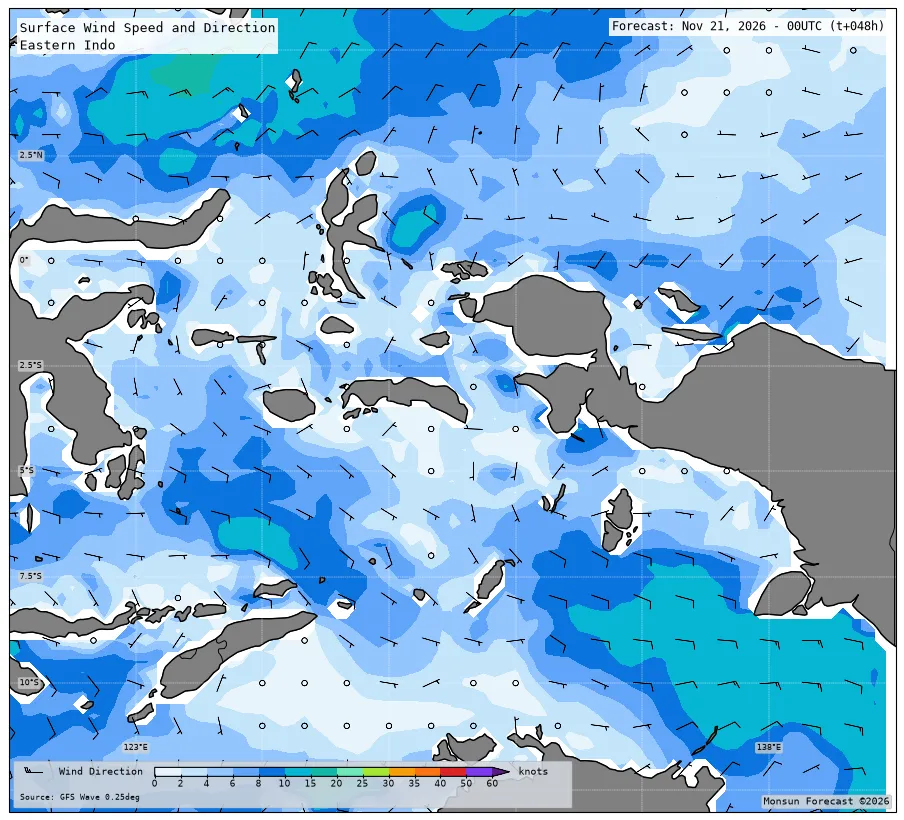 Surface Wind Speed and Direction
Eastern Indo
Forecast: Nov 21, 2026 - 00UTC (t+048h)
2.5°N
0°
2.5°S
5°S
7.5°S
10°S
123°E
138°E
Wind Direction
0 2 4 6 8 10 15 20 25 30 35 40 50 60
knots
Source: GFS Wave 0.25deg
Monsun Forecast ©2026